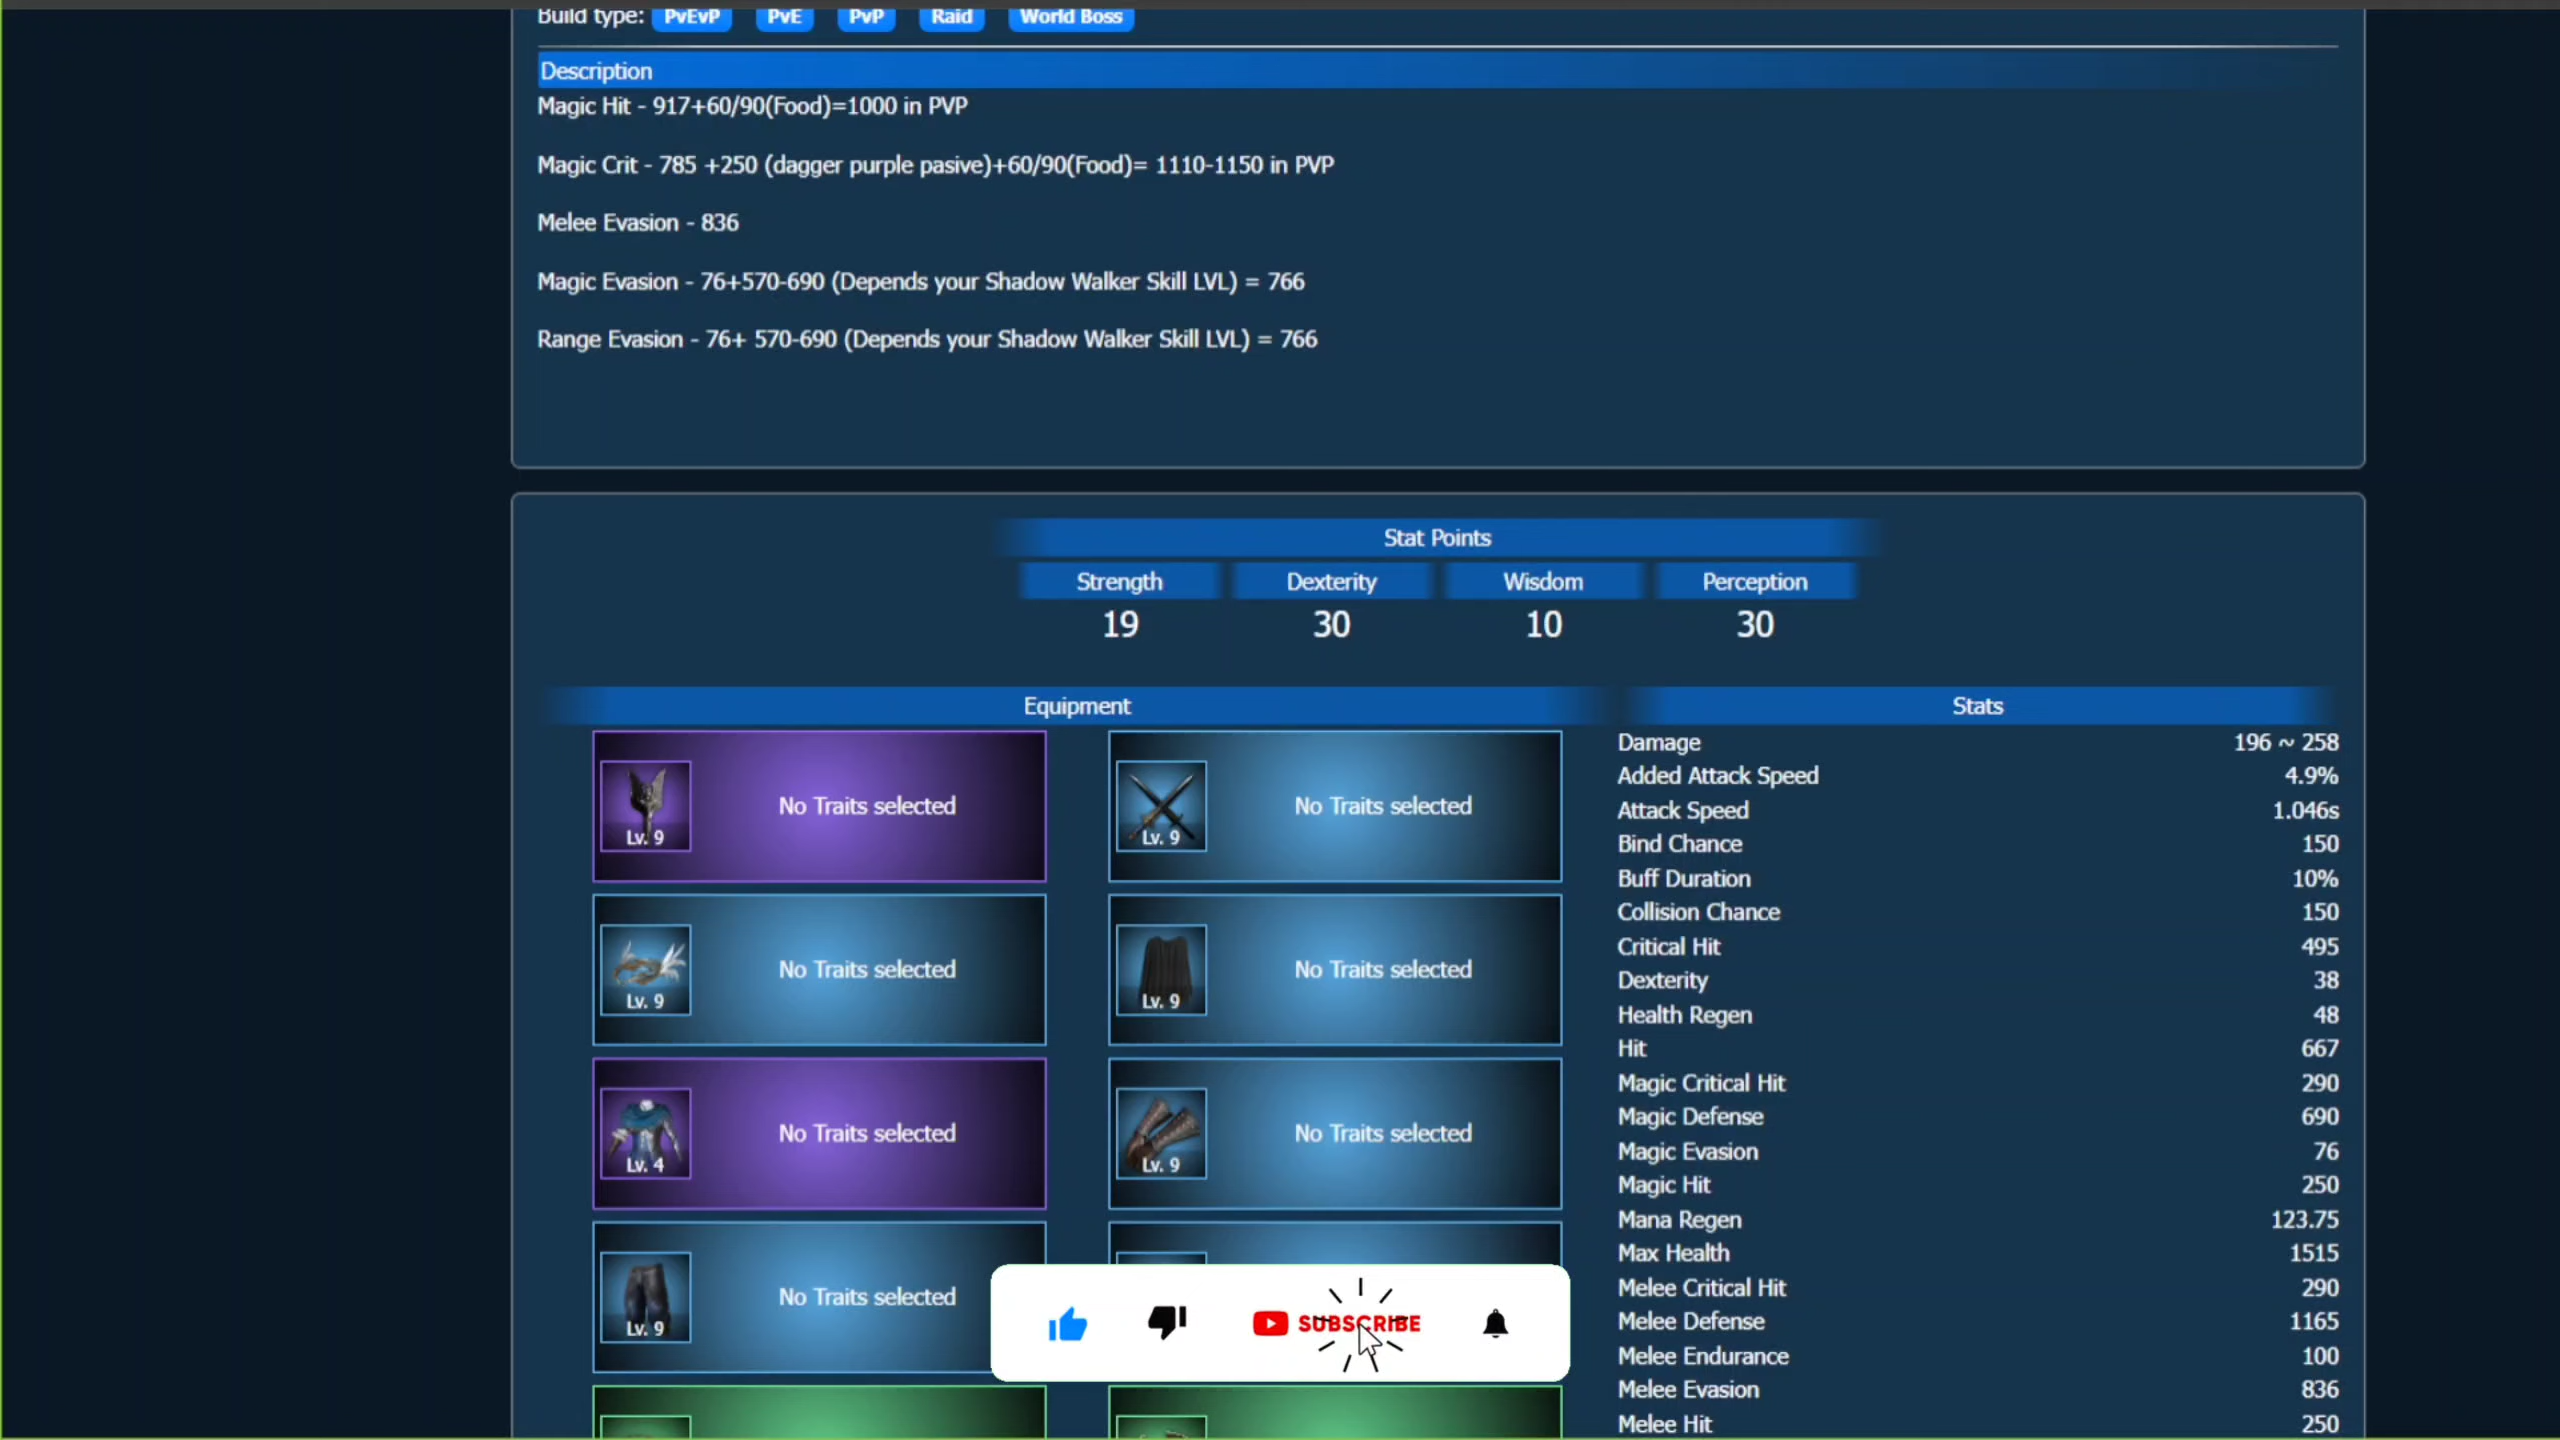 Build type: PvEvP PvE PvP Raid World Boss
Description
Magic Hit - 917+60/90(Food)=1000 in PVP
Magic Crit - 785 +250 (dagger purple pasive)+60/90(Food)= 1110-1150 in PVP
Melee Evasion - 836
Magic Evasion - 76+570-690 (Depends your Shadow Walker Skill LVL) = 766
Range Evasion - 76+ 570-690 (Depends your Shadow Walker Skill LVL) = 766
Stat Points
Strength Dexterity Wisdom Perception
19 30 10 30
Equipment
Lv. 9 No Traits selected
Lv. 9 No Traits selected
Lv. 9 No Traits selected
Lv. 9 No Traits selected
Lv. 4 No Traits selected
Lv. 9 No Traits selected
Lv. 9 No Traits selected
SUBSCRIBE
Stats
Damage 196 ~ 258
Added Attack Speed 4.9%
Attack Speed 1.046s
Bind Chance 150
Buff Duration 10%
Collision Chance 150
Critical Hit 495
Dexterity 38
Health Regen 48
Hit 667
Magic Critical Hit 290
Magic Defense 690
Magic Evasion 76
Magic Hit 250
Mana Regen 123.75
Max Health 1515
Melee Critical Hit 290
Melee Defense 1165
Melee Endurance 100
Melee Evasion 836
Melee Hit 250